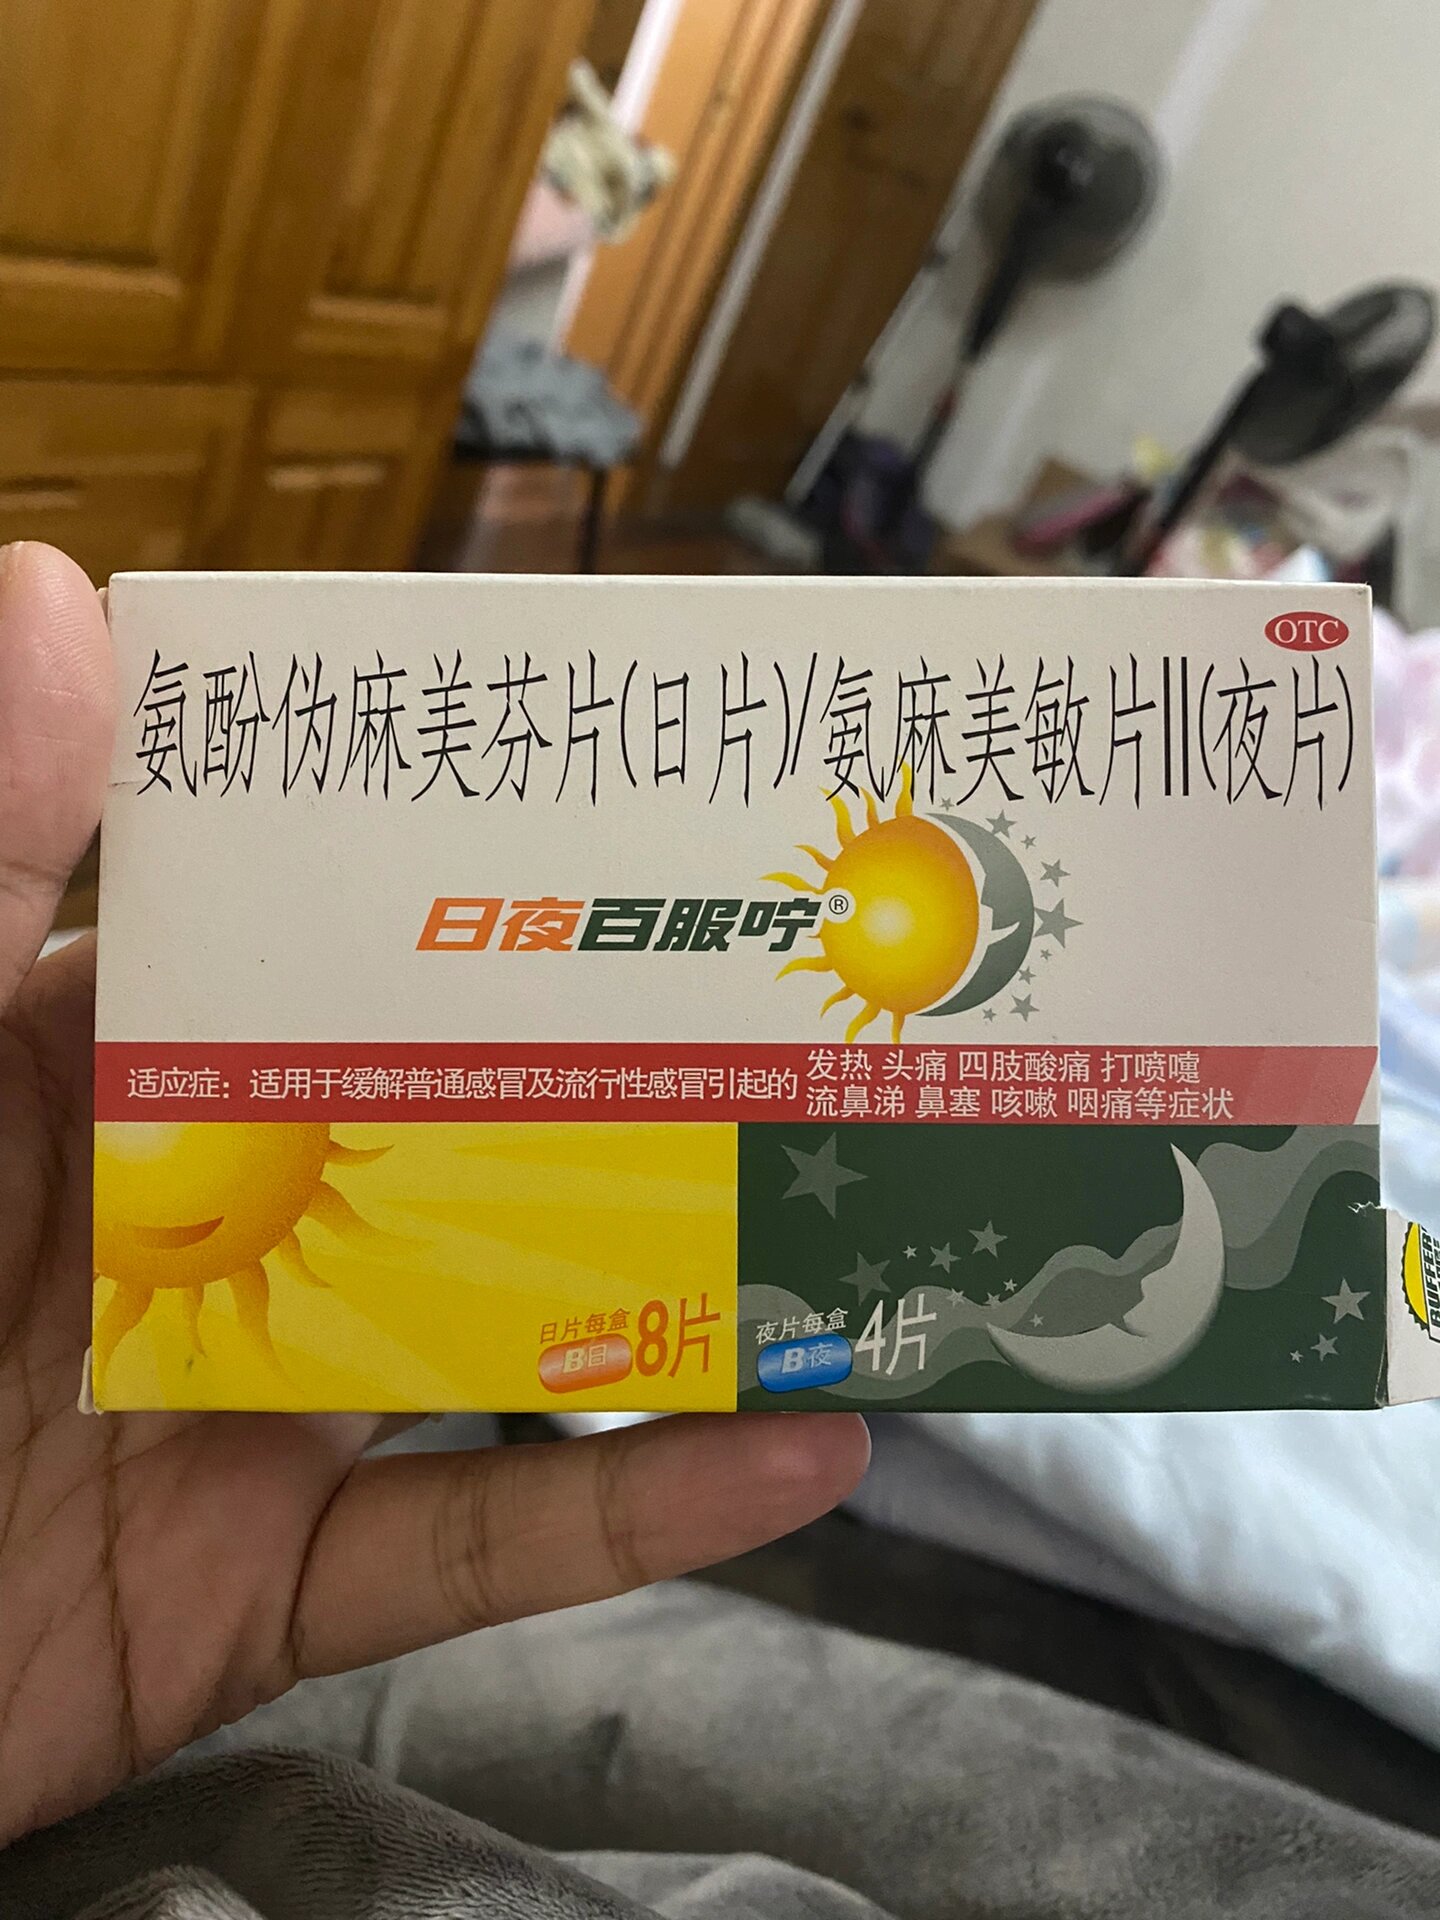 OTC
氨酚伪麻美芬片(日片)/氨麻美敏片II(夜片)
日夜百服咛®
适应症：适用于缓解普通感冒及流行性感冒引起的
发热 头痛 四肢酸痛 打喷嚏
流鼻涕 鼻塞 咳嗽 咽痛等症状
日片每盒
B日
8片
夜片每盒
B夜
4片